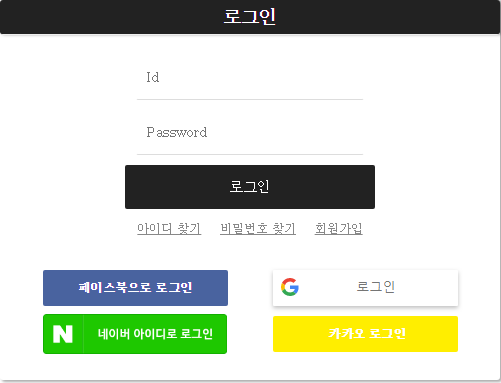 로그인
Id
Password
로그인
아이디 찾기 비밀번호 찾기 회원가입
페이스북으로 로그인
로그인
네이버 아이디로 로그인
카카오 로그인